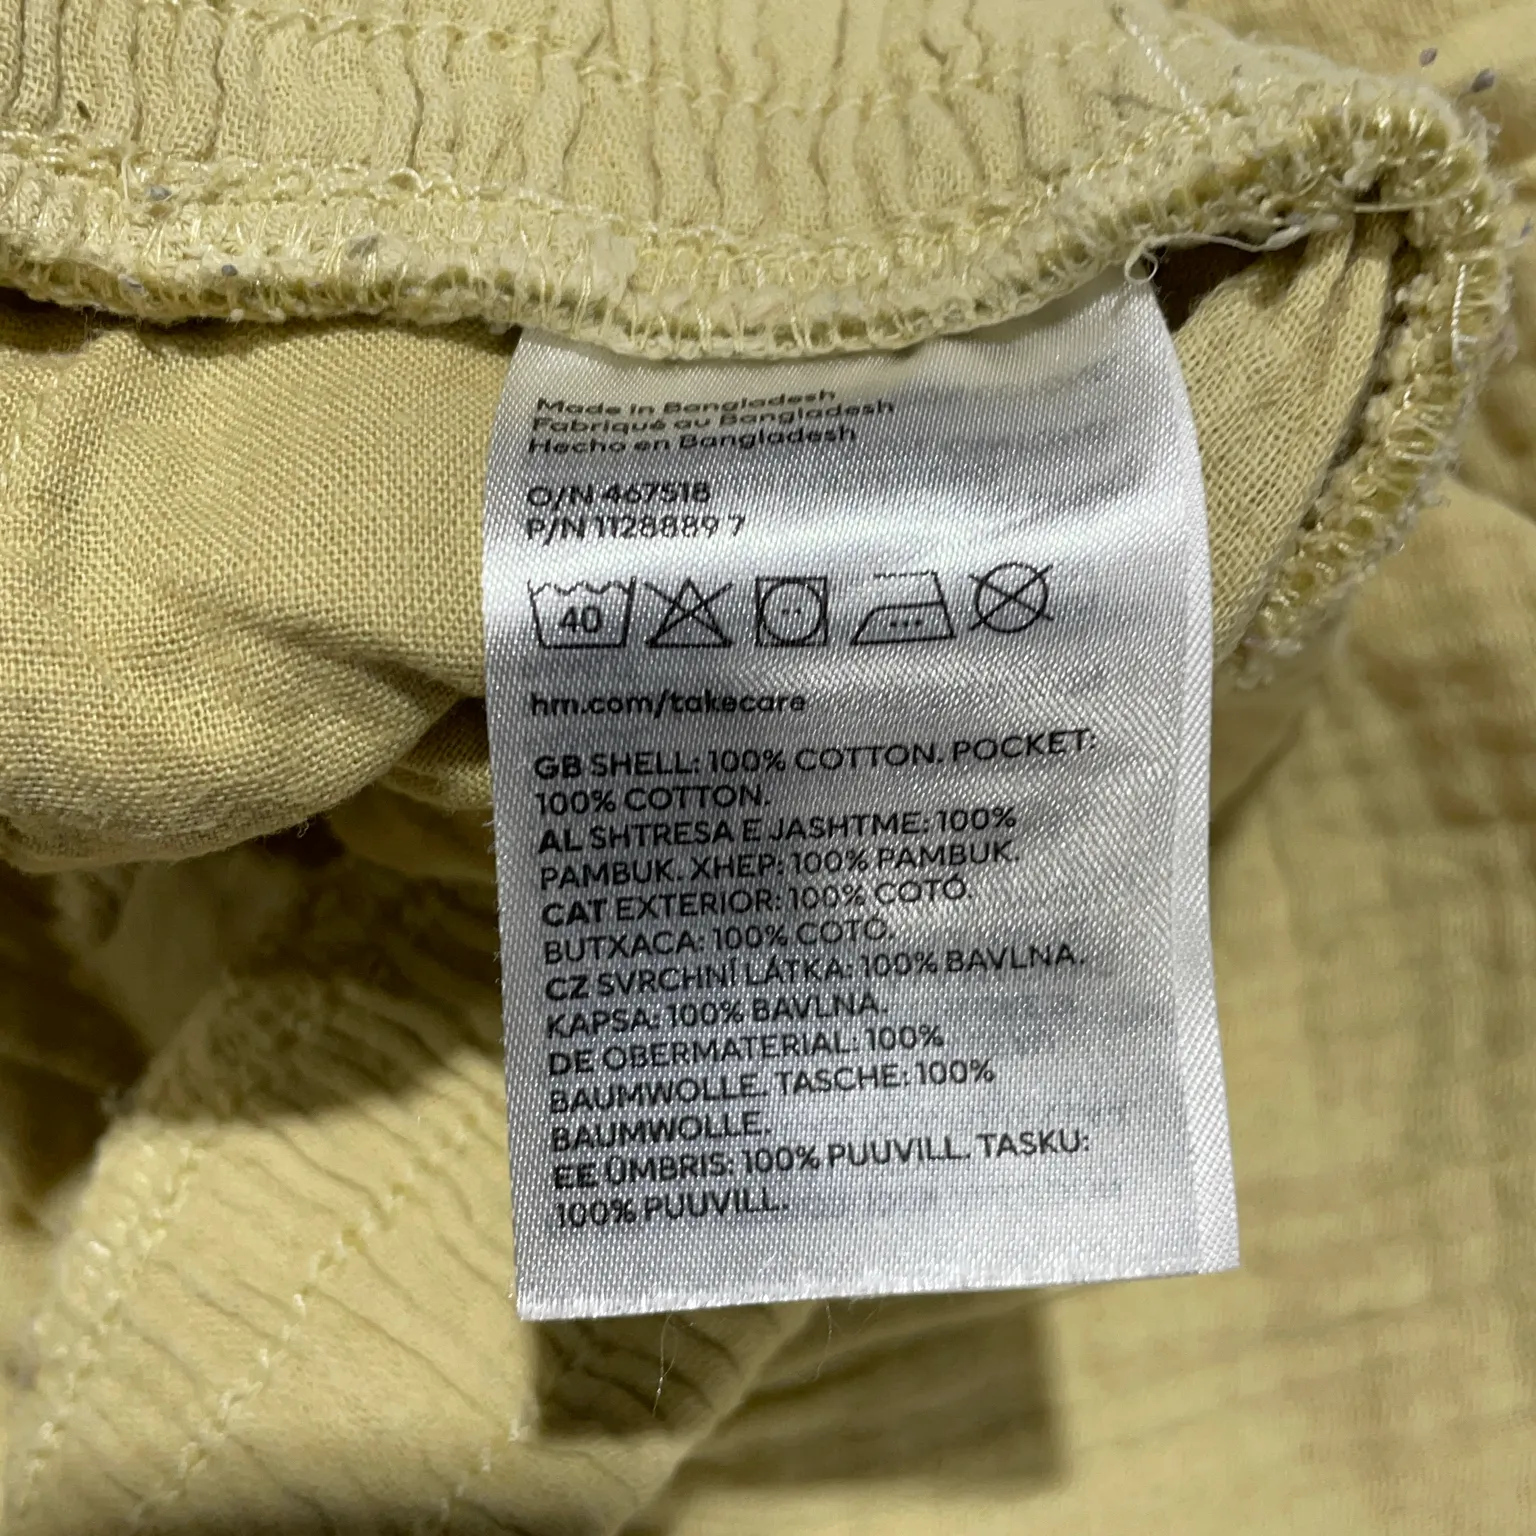 Made in Bangladesh
Fabriqué au Bangladesh
Hecho en Bangladesh
O/N 467518
P/N 1128889 7
40
hm.com/takecare
GB SHELL: 100% COTTON. POCKET:
100% COTTON.
AL SHTRESA E JASHTME: 100%
PAMBUK. XHEP: 100% PAMBUK.
CAT EXTERIOR: 100% COTÓ.
BUTXACA: 100% COTÓ.
CZ SVRCHNÍ LÁTKA: 100% BAVLNA.
KAPSA: 100% BAVLNA.
DE OBERMATERIAL: 100%
BAUMWOLLE. TASCHE: 100%
BAUMWOLLE.
EE ÜMBRIS: 100% PUUVILL. TASKU:
100% PUUVILL.